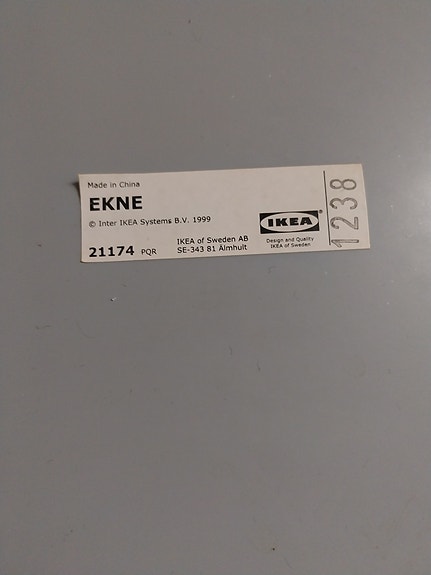 Made in China
EKNE
© Inter IKEA Systems B.V. 1999
21174 PQR
IKEA of Sweden AB
SE-343 81 Älmhult
IKEA®
Design and Quality
IKEA of Sweden
1238